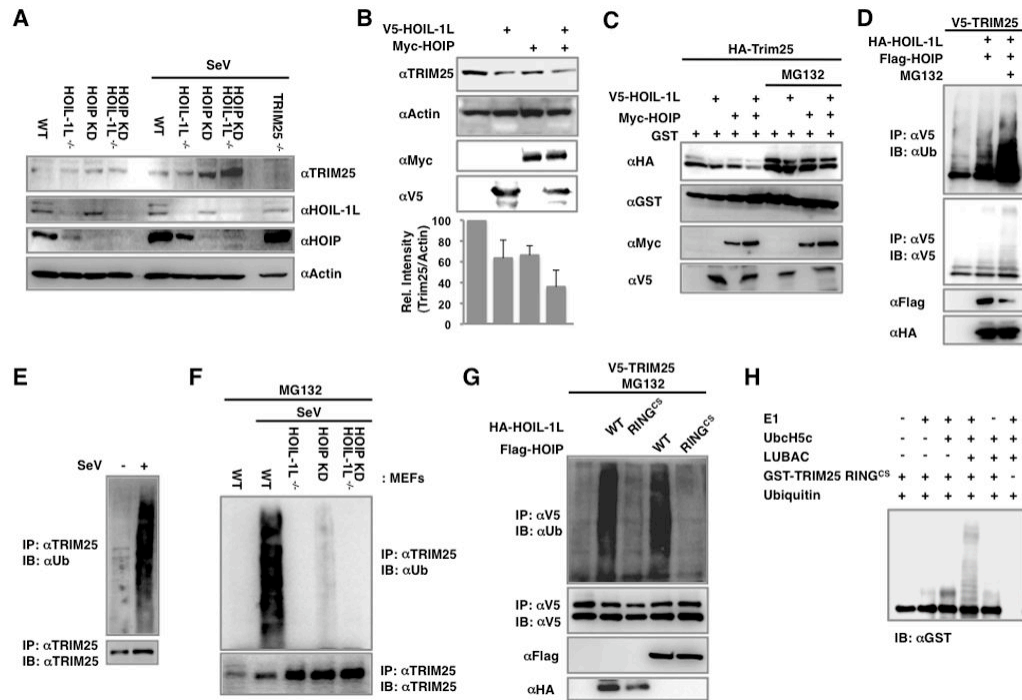 A
SeV
WT
HOIL-1L -/-
HOIP KD
HOIP KD
HOIL-1L -/-
WT
HOIL-1L -/-
HOIP KD
HOIP KD
HOIL-1L -/-
TRIM25 -/-
αTRIM25
αHOIL-1L
αHOIP
αActin
B
V5-HOIL-1L + +
Myc-HOIP + +
αTRIM25
αActin
αMyc
αV5
Rel. Intensity
(Trim25/Actin)
100
80
60
40
20
0
C
HA-Trim25
MG132
V5-HOIL-1L + + + +
Myc-HOIP + + + +
GST + + + + + + + +
αHA
αGST
αMyc
αV5
D
V5-TRIM25
HA-HOIL-1L + +
Flag-HOIP + +
MG132 +
IP: αV5
IB: αUb
IP: αV5
IB: αV5
αFlag
αHA
E
SeV - +
IP: αTRIM25
IB: αUb
IP: αTRIM25
IB: αTRIM25
F
MG132
SeV
WT
WT
HOIL-1L -/-
HOIP KD
HOIP KD
HOIL-1L -/-
: MEFs
IP: αTRIM25
IB: αUb
IP: αTRIM25
IB: αTRIM25
G
V5-TRIM25
MG132
HA-HOIL-1L WT RINGCS
Flag-HOIP WT RINGCS
IP: αV5
IB: αUb
IP: αV5
IB: αV5
αFlag
αHA
H
E1 - + + + - +
UbcH5c - - + + + +
LUBAC - - - + + +
GST-TRIM25 RINGCS + + + + + -
Ubiquitin + + + + + +
IB: αGST